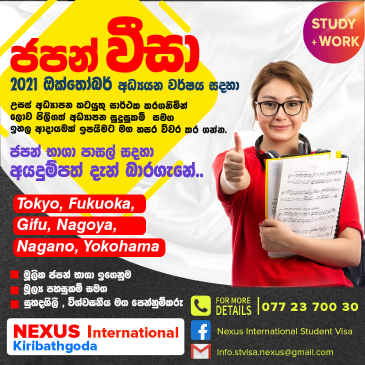 STUDY
+ WORK
ජපන් වීසා
2021 ඔක්තෝබර් අධ්‍යයන වර්ෂය සඳහා
උසස් අධ්‍යාපන කටයුතු සාර්ථක කරගනිමින්
ලොව පිළිගත් අධ්‍යාපන සුදුසුකම් සමග
ඉහල ආදායමක් ඉපයීමට මග හසර විවර කර ගන්න.
ජපන් භාශා පාසල් සඳහා
අයදුම්පත් දැන් බාරගැනේ..
Tokyo, Fukuoka,
Gifu, Nagoya,
Nagano, Yokohama
මූලික ජපන් භාශා ඉගෙනුම
මූල්‍ය පහසුකම් සමග
සුහදශීලි , විශ්වසනීය මග පෙන්නුම්කරු
FOR MORE
DETAILS
077 23 700 30
NEXUS International
Kiribathgoda
Nexus International Student Visa
info.stvisa.nexus@gmail.com